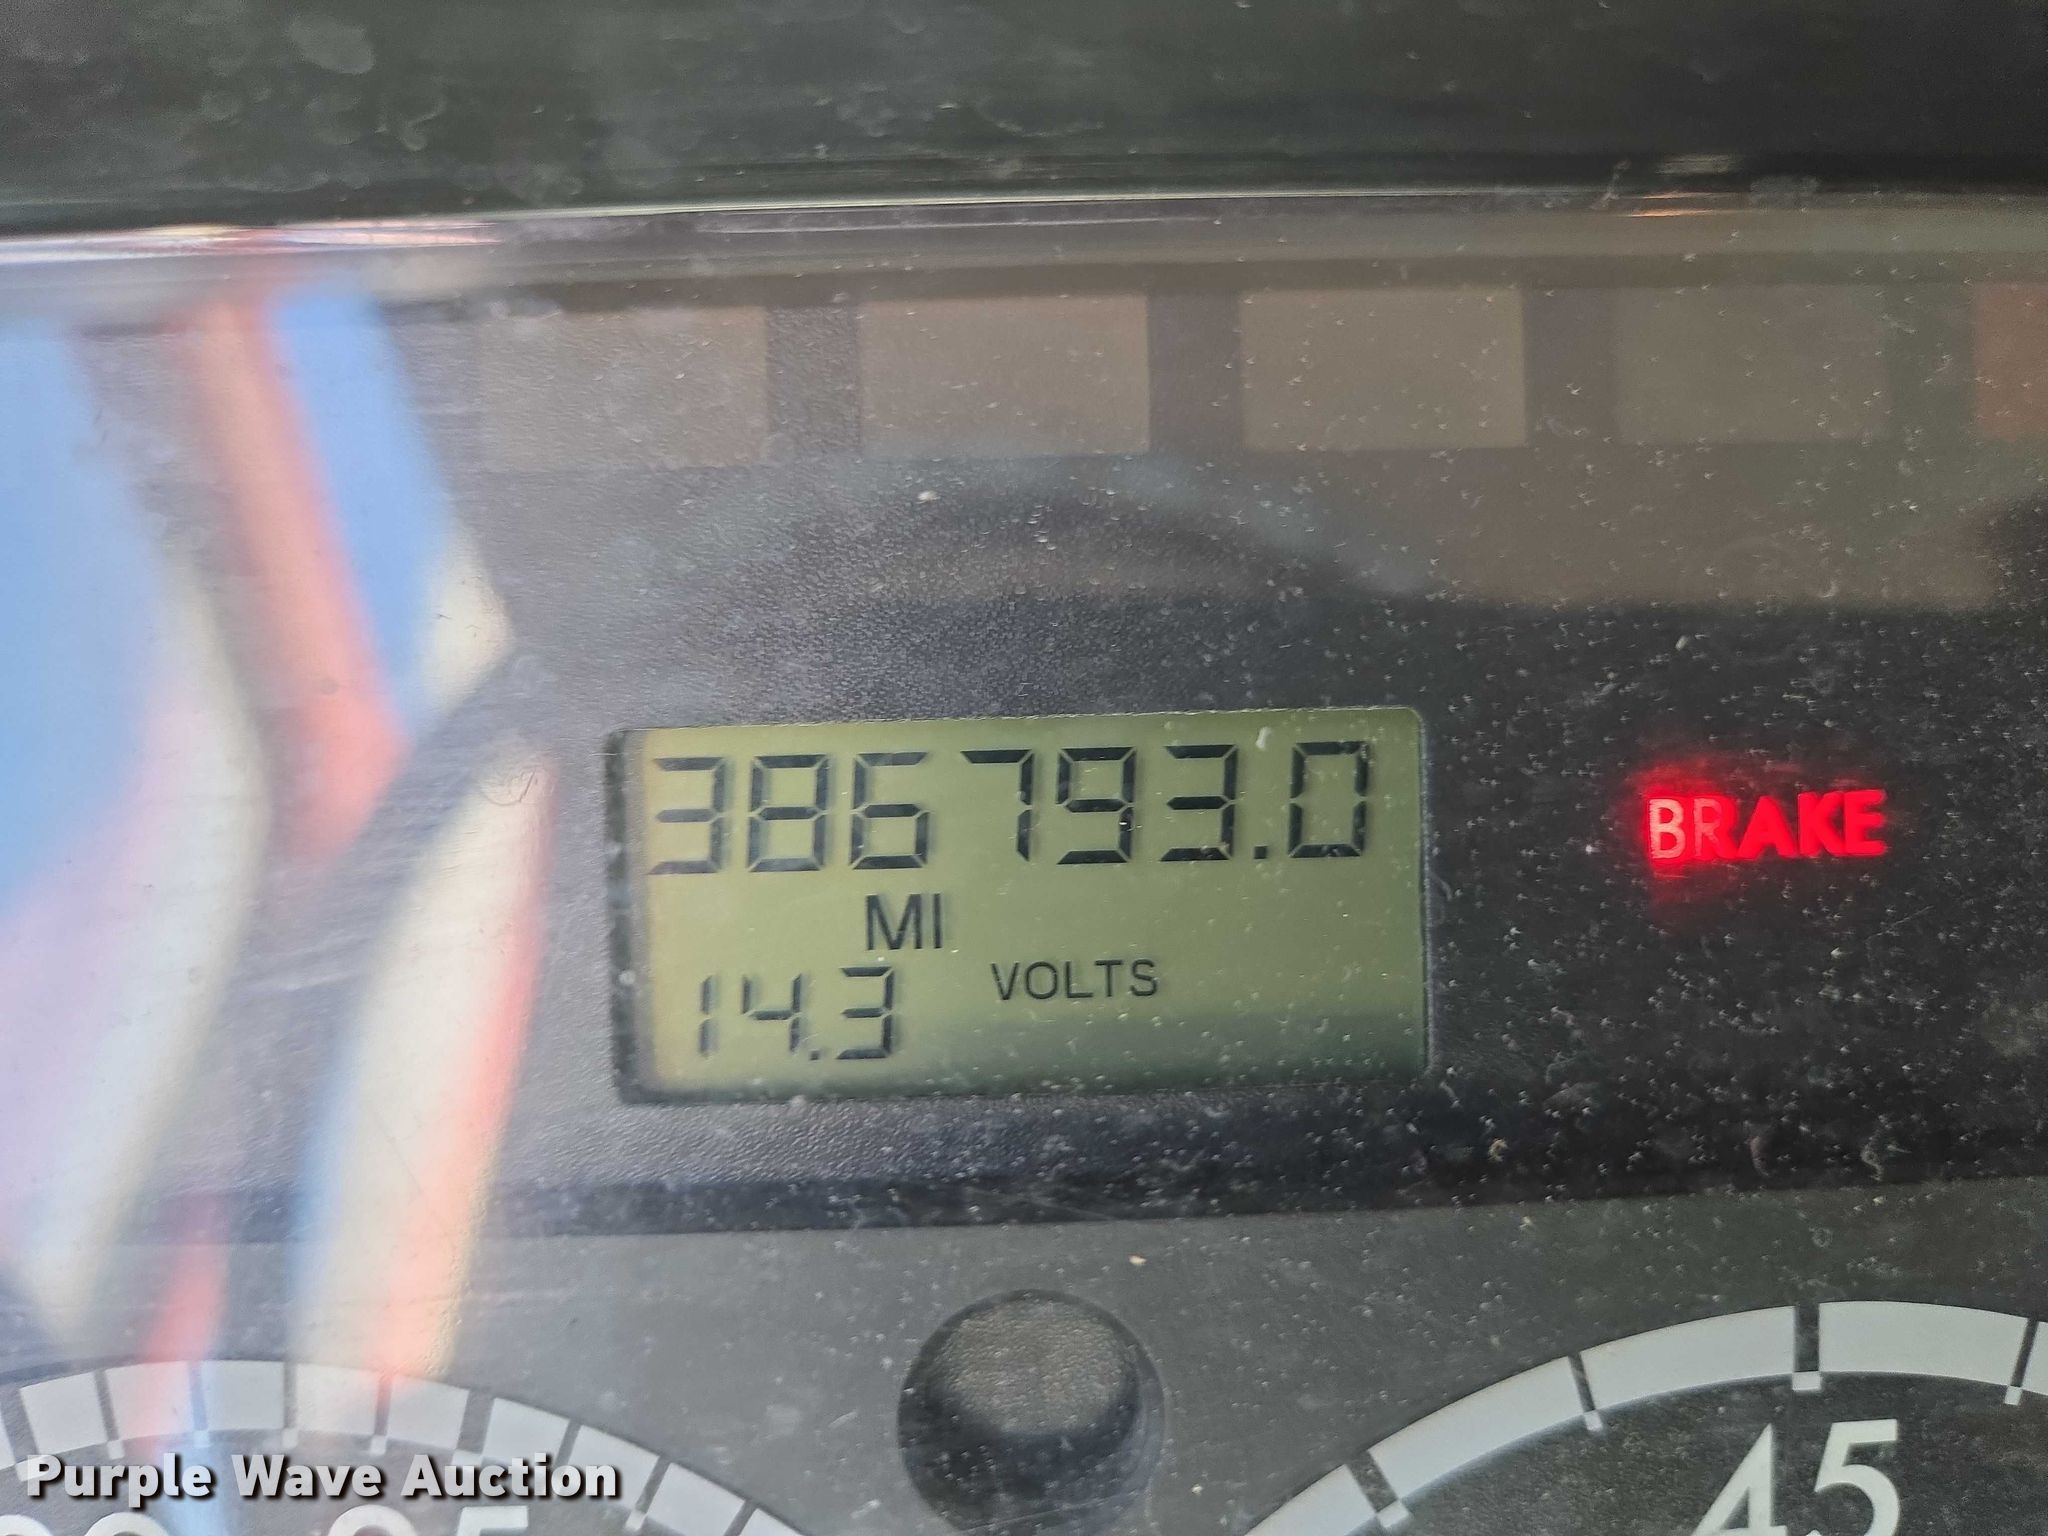 386793.0
MI
14.3 VOLTS
BRAKE
45
Purple Wave Auction